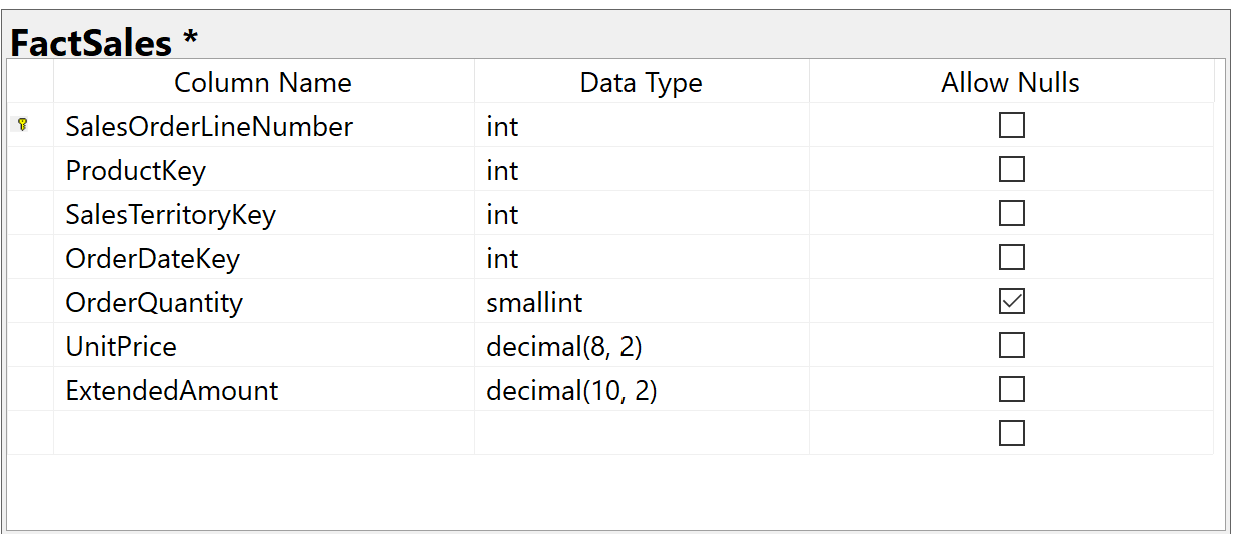 FactSales *
Column Name Data Type Allow Nulls
SalesOrderLineNumber int
ProductKey int
SalesTerritoryKey int
OrderDateKey int
OrderQuantity smallint
UnitPrice decimal(8, 2)
ExtendedAmount decimal(10, 2)